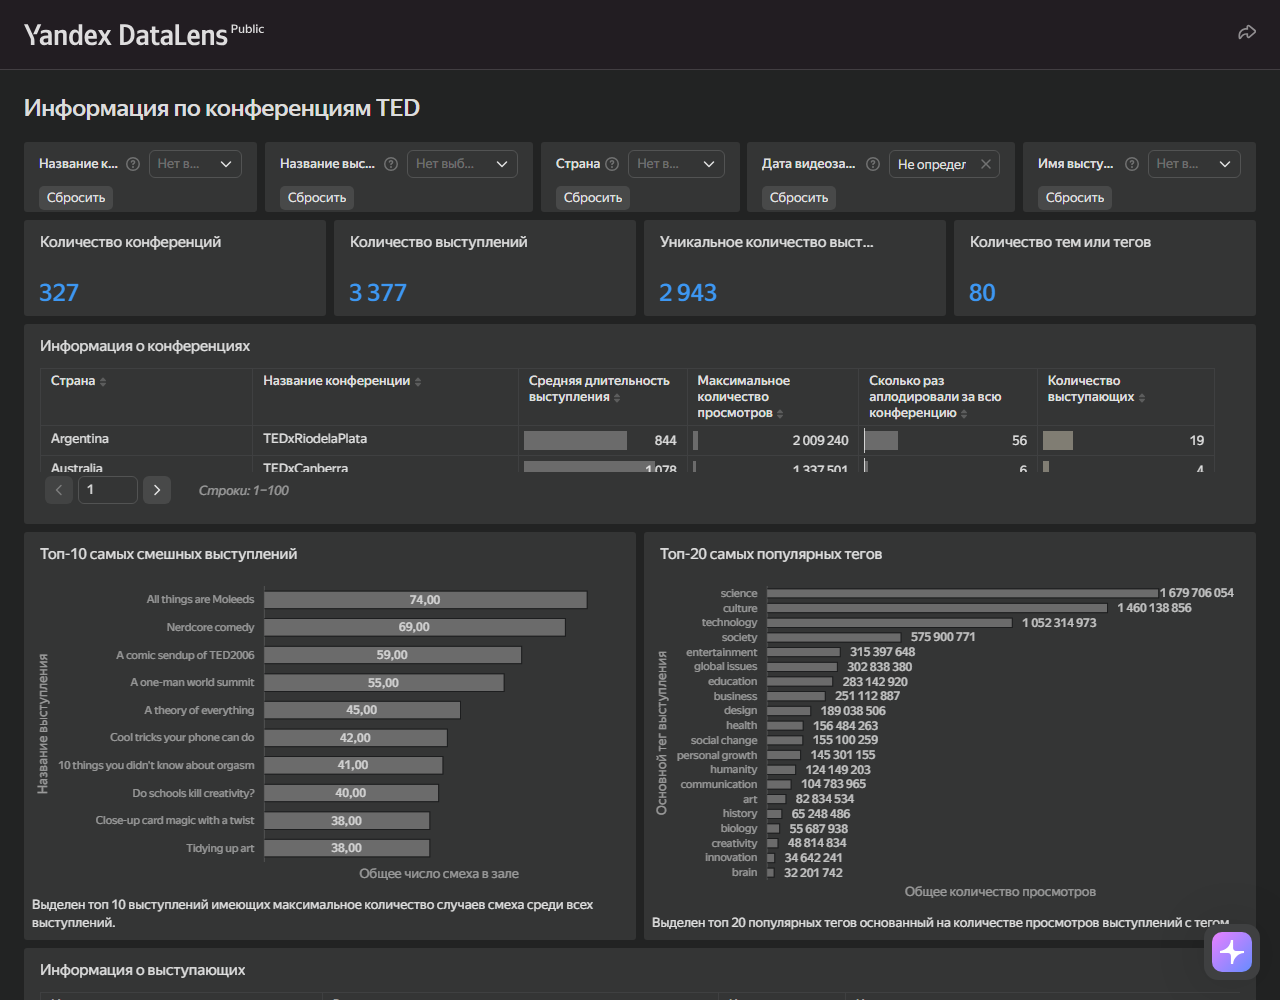 Yandex DataLens Public
Информация по конференциям TED
Название к... Нет в...
Сбросить
Название выс... Нет выб...
Сбросить
Страна Нет в...
Сбросить
Дата видеоза... Не определ
Сбросить
Имя высту... Нет в...
Сбросить
Количество конференций
327
Количество выступлений
3 377
Уникальное количество выст...
2 943
Количество тем или тегов
80
Информация о конференциях
Страна
Название конференции
Средняя длительность
выступления
Максимальное
количество
просмотров
Сколько раз
аплодировали за всю
конференцию
Количество
выступающих
Argentina TEDxRiodelaPlata 844 2 009 240 56 19
Australia TEDxCanberra 1 078 1 337 501 6 4
1
Строки: 1–100
Топ-10 самых смешных выступлений
Название выступления
All things are Moleeds 74,00
Nerdcore comedy 69,00
A comic sendup of TED2006 59,00
A one-man world summit 55,00
A theory of everything 45,00
Cool tricks your phone can do 42,00
10 things you didn't know about orgasm 41,00
Do schools kill creativity? 40,00
Close-up card magic with a twist 38,00
Tidying up art 38,00
Общее число смеха в зале
Выделен топ 10 выступлений имеющих максимальное количество случаев смеха среди всех
выступлений.
Топ-20 самых популярных тегов
Основной тег выступления
science 1 679 706 054
culture 1 460 138 856
technology 1 052 314 973
society 575 900 771
entertainment 315 397 648
global issues 302 838 380
education 283 142 920
business 251 112 887
design 189 038 506
health 156 484 263
social change 155 100 259
personal growth 145 301 155
humanity 124 149 203
communication 104 783 965
art 82 834 534
history 65 248 486
biology 55 687 938
creativity 48 814 834
innovation 34 642 241
brain 32 201 742
Общее количество просмотров
Выделен топ 20 популярных тегов основанный на количестве просмотров выступлений с тегом
Информация о выступающих